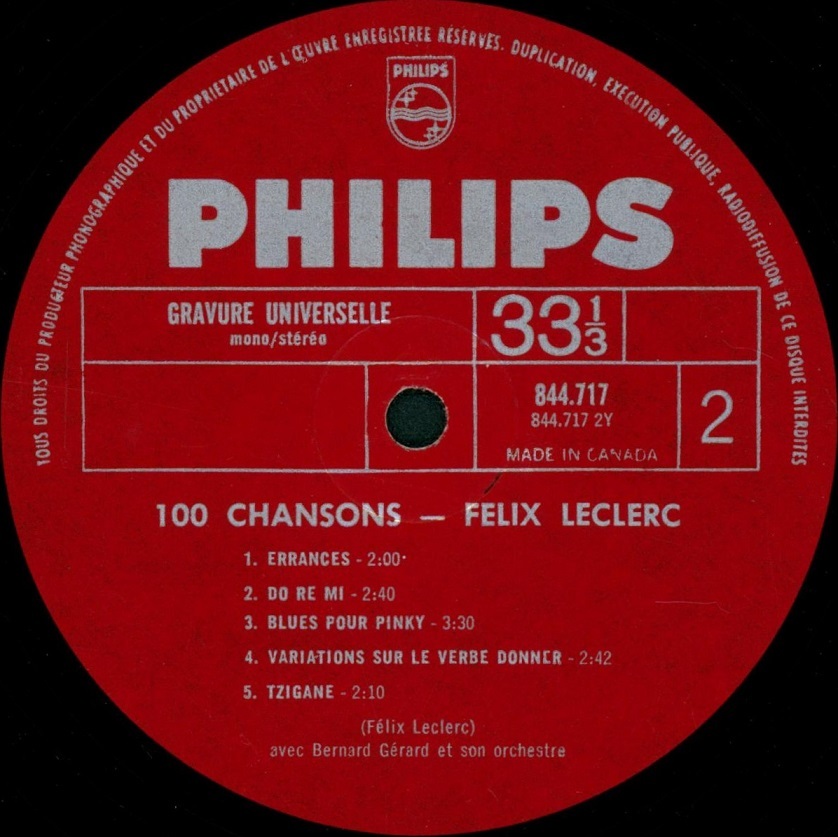 TOUS DROITS DU PRODUCTEUR PHONOGRAPHIQUE ET DU PROPRIETAIRE DE L'ŒUVRE ENREGISTREE RÉSERVÉS. DUPLICATION, EXECUTION PUBLIQUE, RADIODIFFUSION DE CE DISQUE INTERDITES
PHILIPS
PHILIPS
GRAVURE UNIVERSELLE
mono/stéréo
33 1/3
844.717
844.717 2Y
MADE IN CANADA
2
100 CHANSONS — FELIX LECLERC
1. ERRANCES - 2:00
2. DO RE MI - 2:40
3. BLUES POUR PINKY - 3:30
4. VARIATIONS SUR LE VERBE DONNER - 2:42
5. TZIGANE - 2:10
(Félix Leclerc)
avec Bernard Gérard et son orchestre